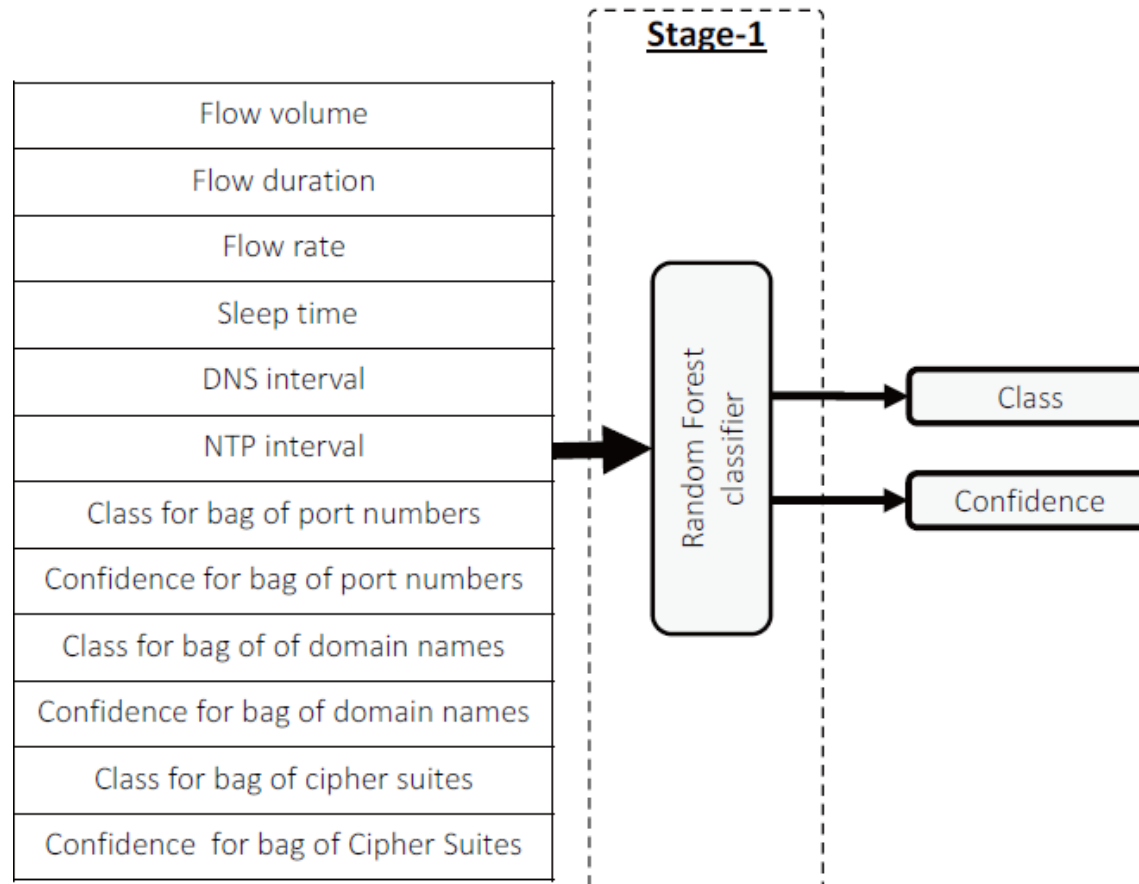 Stage-1
Flow volume
Flow duration
Flow rate
Sleep time
DNS interval
NTP interval
Class for bag of port numbers
Confidence for bag of port numbers
Class for bag of of domain names
Confidence for bag of domain names
Class for bag of cipher suites
Confidence for bag of Cipher Suites
Random Forest
classifier
Class
Confidence